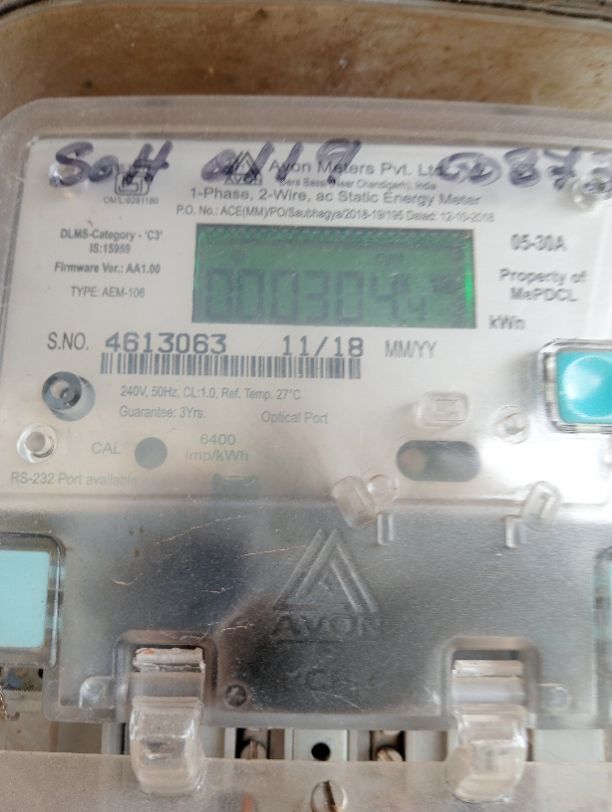 Avon Meters Pvt. Ltd.
AVON
CM/L:9281180
1-Phase, 2-Wire, ac Static Energy Meter
P.O. No.: ACE(MM)/PO/Saubhagya/2018-19/195 Dated: 12-10-2018
DLMS-Category - 'C3'
IS:15959
Firmware Ver.: AA1.00
TYPE: AEM-106
05-30A
Property of
MePDCL
kWh
S.NO. 4613063 11/18 MM/YY
240V, 50Hz, CL:1.0, Ref. Temp. 27°C
Guarantee: 3Yrs.
Optical Port
CAL
6400
imp/kWh
RS-232 Port available
AVON